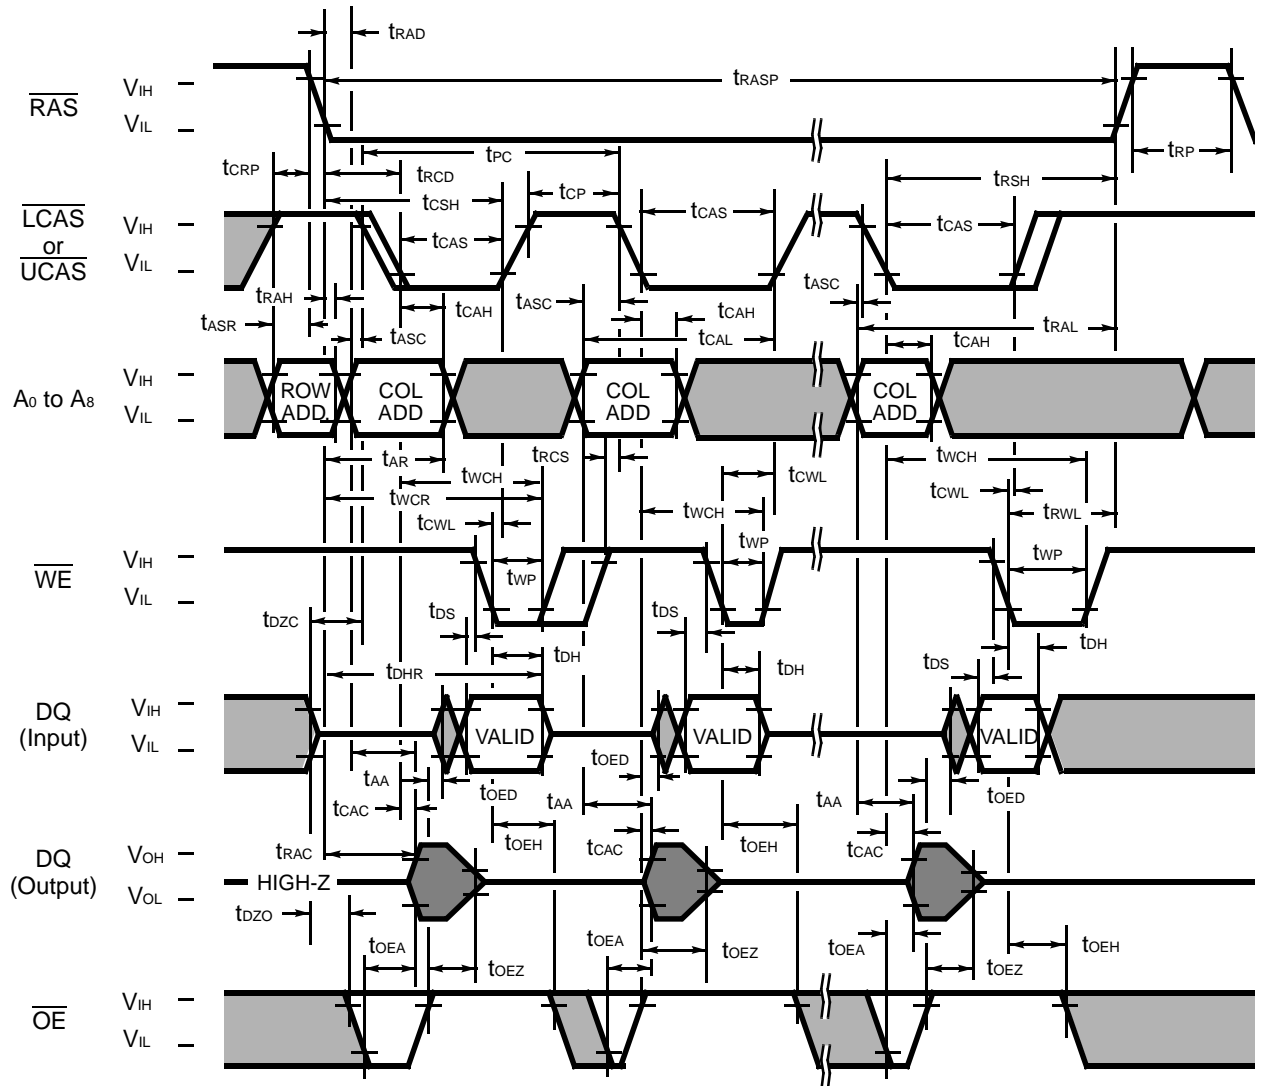 tRAD
RAS VIH tRASP
VIL
tPC
tCRP tRCD tRP
tRSH
tCSH tCP
LCAS or UCAS VIH tCAS
tCAS tCAS
VIL
tRAH tASC tASC
tCAH tCAH
tASR tASC tCAL tRAL
tCAH
A0 to A8 VIH ROW ADD. COL ADD COL ADD COL ADD
VIL
tAR tRCS tWCH
tWCH tCWL
tWCR tCWL
tWCH tRWL
tCWL
tWP tWP
WE VIH
tWP
VIL
tDS tDS
tDZC
tDH
tDH tDS
tDHR tDH
DQ (Input) VIH
VIL VALID VALID VALID
tOED
tAA tOED tAA tAA tOED
tCAC
tOEH tOEH
tRAC tCAC tCAC
DQ (Output) VOH
HIGH-Z
VOL
tDZO
tOEA tOEA tOEA tOEH
tOEZ tOEZ tOEZ
OE VIH
VIL